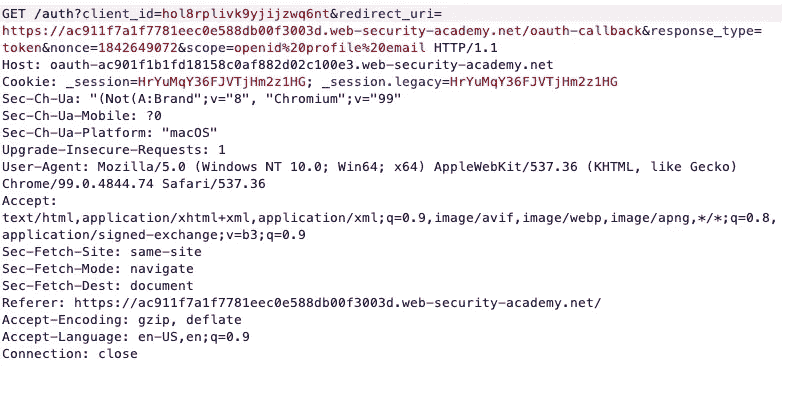 GET /auth?client_id=hol8rplivk9yjijzwq6nt&redirect_uri=
https://ac911f7a1f7781eec0e588db00f3003d.web-security-academy.net/oauth-callback&response_type=
token&nonce=1842649072&scope=openid%20profile%20email HTTP/1.1
Host: oauth-ac901f1b1fd18158c0af882d02c100e3.web-security-academy.net
Cookie: _session=HrYuMqY36FJVTjHm2z1HG; _session.legacy=HrYuMqY36FJVTjHm2z1HG
Sec-Ch-Ua: "(Not(A:Brand";v="8", "Chromium";v="99"
Sec-Ch-Ua-Mobile: ?0
Sec-Ch-Ua-Platform: "macOS"
Upgrade-Insecure-Requests: 1
User-Agent: Mozilla/5.0 (Windows NT 10.0; Win64; x64) AppleWebKit/537.36 (KHTML, like Gecko)
Chrome/99.0.4844.74 Safari/537.36
Accept:
text/html,application/xhtml+xml,application/xml;q=0.9,image/avif,image/webp,image/apng,*/*;q=0.8,
application/signed-exchange;v=b3;q=0.9
Sec-Fetch-Site: same-site
Sec-Fetch-Mode: navigate
Sec-Fetch-Dest: document
Referer: https://ac911f7a1f7781eec0e588db00f3003d.web-security-academy.net/
Accept-Encoding: gzip, deflate
Accept-Language: en-US,en;q=0.9
Connection: close